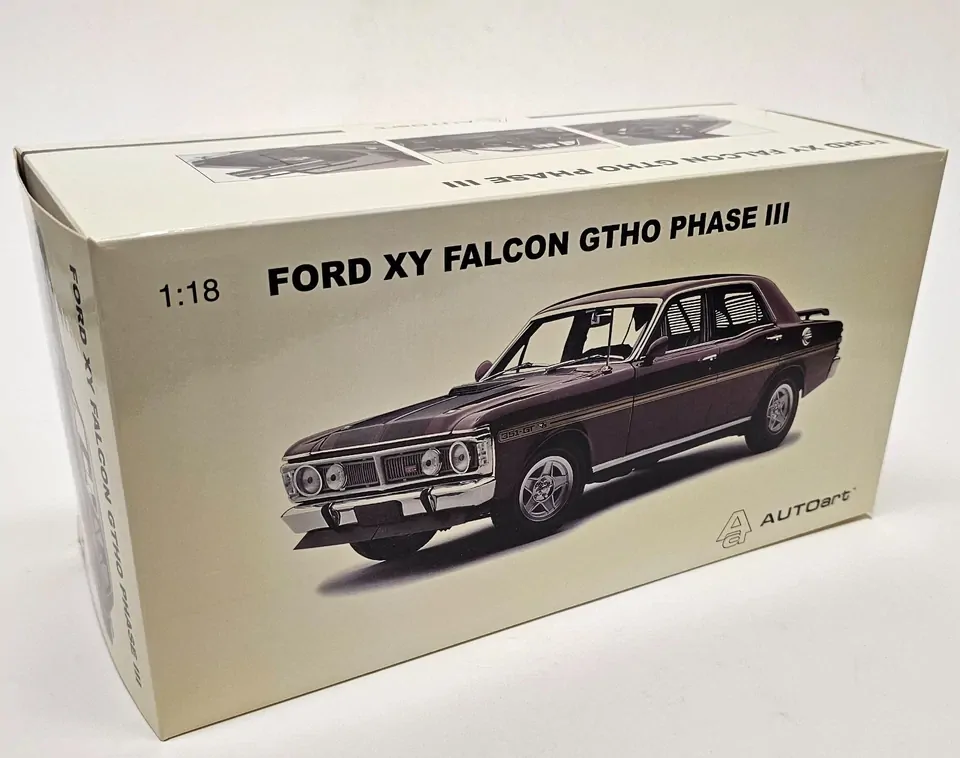 AUTOart
FORD XY FALCON GTHO PHASE III
1:18
FORD XY FALCON GTHO PHASE III
FORD XY FALCON GTHO PHASE III
AUTOart